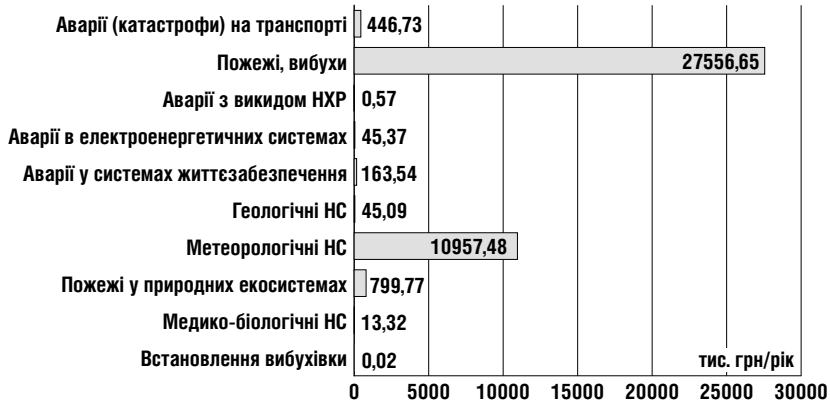 Аварії (катастрофи) на транспорті 446,73
Пожежі, вибухи 27556,65
Аварії з викидом НХР 0,57
Аварії в електроенергетичних системах 45,37
Аварії у системах життєзабезпечення 163,54
Геологічні НС 45,09
Метеорологічні НС 10957,48
Пожежі у природних екосистемах 799,77
Медико-біологічні НС 13,32
Встановлення вибухівки 0,02 тис. грн/рік
0 5000 10000 15000 20000 25000 30000